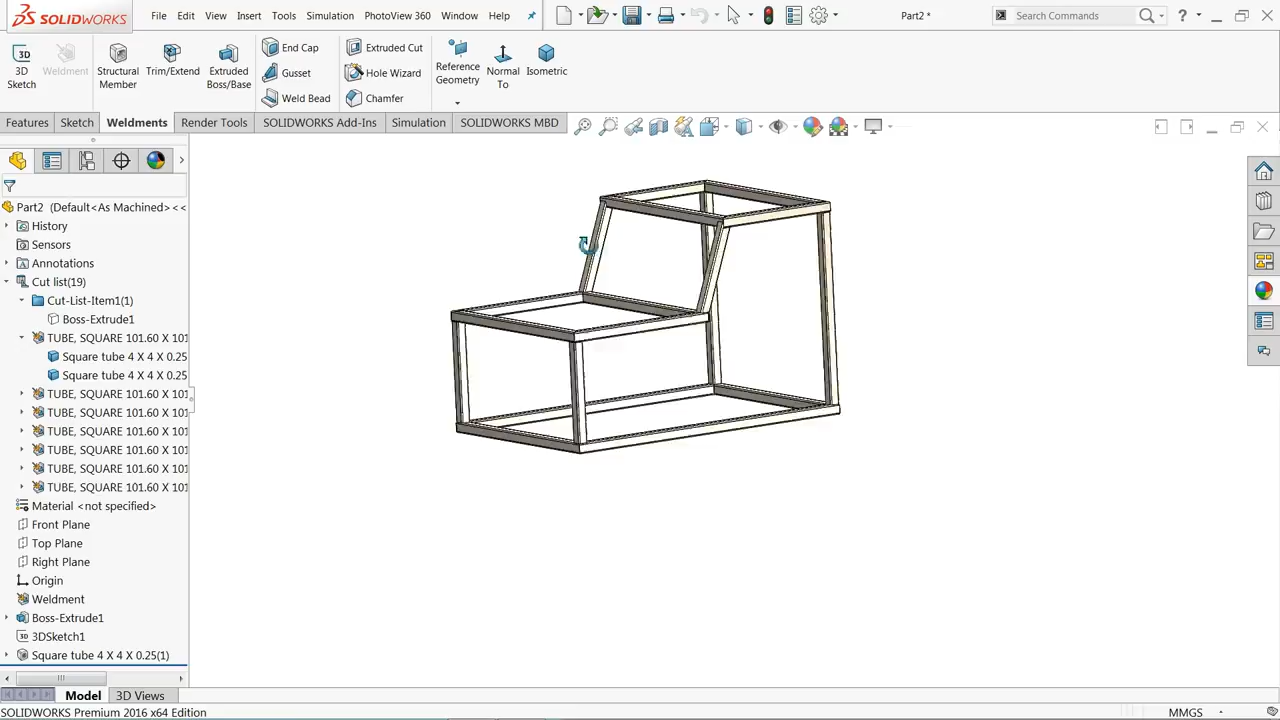 SOLIDWORKS
File Edit View Insert Tools Simulation PhotoView 360 Window Help
Part2 *
Search Commands
?
3D Sketch
Weldment
Structural Member
Trim/Extend
Extruded Boss/Base
End Cap
Gusset
Weld Bead
Extruded Cut
Hole Wizard
Chamfer
Reference Geometry
Normal To
Isometric
Features Sketch Weldments Render Tools SOLIDWORKS Add-Ins Simulation SOLIDWORKS MBD
Part2 (Default<As Machined><<
History
Sensors
Annotations
Cut list(19)
Cut-List-Item1(1)
Boss-Extrude1
TUBE, SQUARE 101.60 X 101
Square tube 4 X 4 X 0.25
Square tube 4 X 4 X 0.25
TUBE, SQUARE 101.60 X 101
TUBE, SQUARE 101.60 X 101
TUBE, SQUARE 101.60 X 101
TUBE, SQUARE 101.60 X 101
TUBE, SQUARE 101.60 X 101
TUBE, SQUARE 101.60 X 101
Material <not specified>
Front Plane
Top Plane
Right Plane
Origin
Weldment
Boss-Extrude1
3D 3DSketch1
Square tube 4 X 4 X 0.25(1)
Model 3D Views
SOLIDWORKS Premium 2016 x64 Edition
MMGS